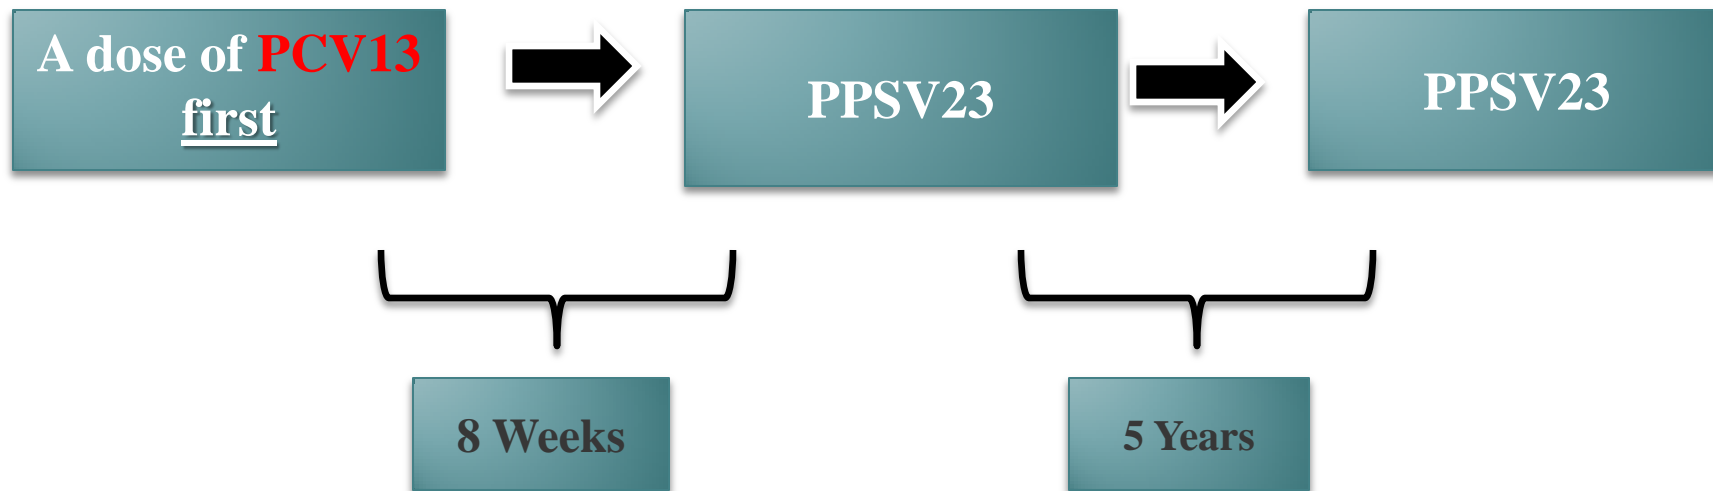 A dose of PCV13
first
PPSV23
PPSV23
8 Weeks
5 Years